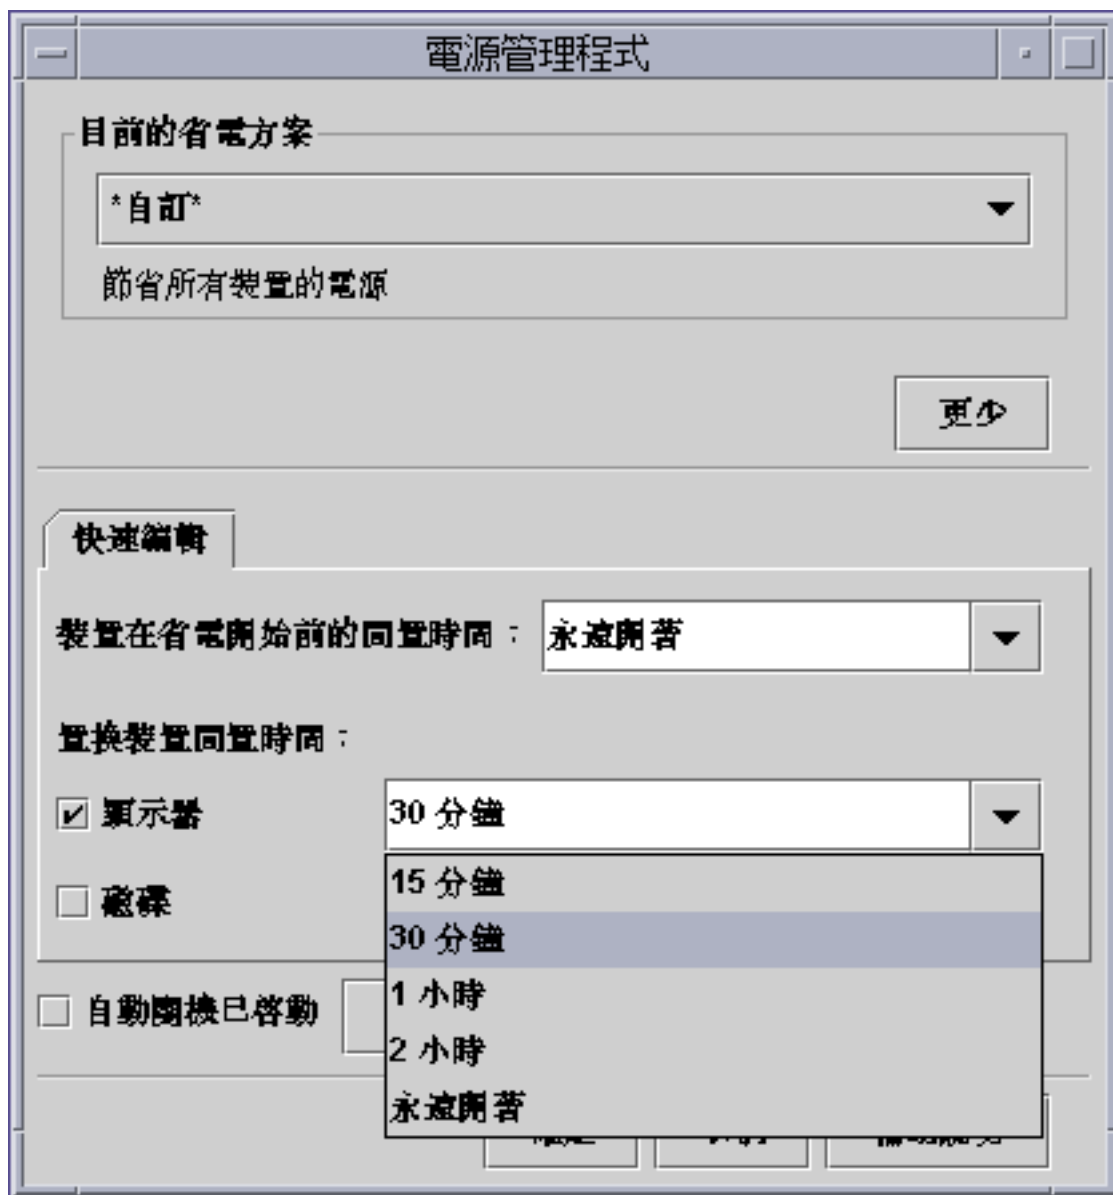 電源管理程式
目前的省電方案
*自訂*
節省所有裝置的電源
更少
快速編輯
裝置在省電開始前的閒置時間：
永遠開著
置換裝置閒置時間：
顯示器
30 分鐘
15 分鐘
磁碟
30 分鐘
1 小時
自動關機已啓動
2 小時
永遠開著